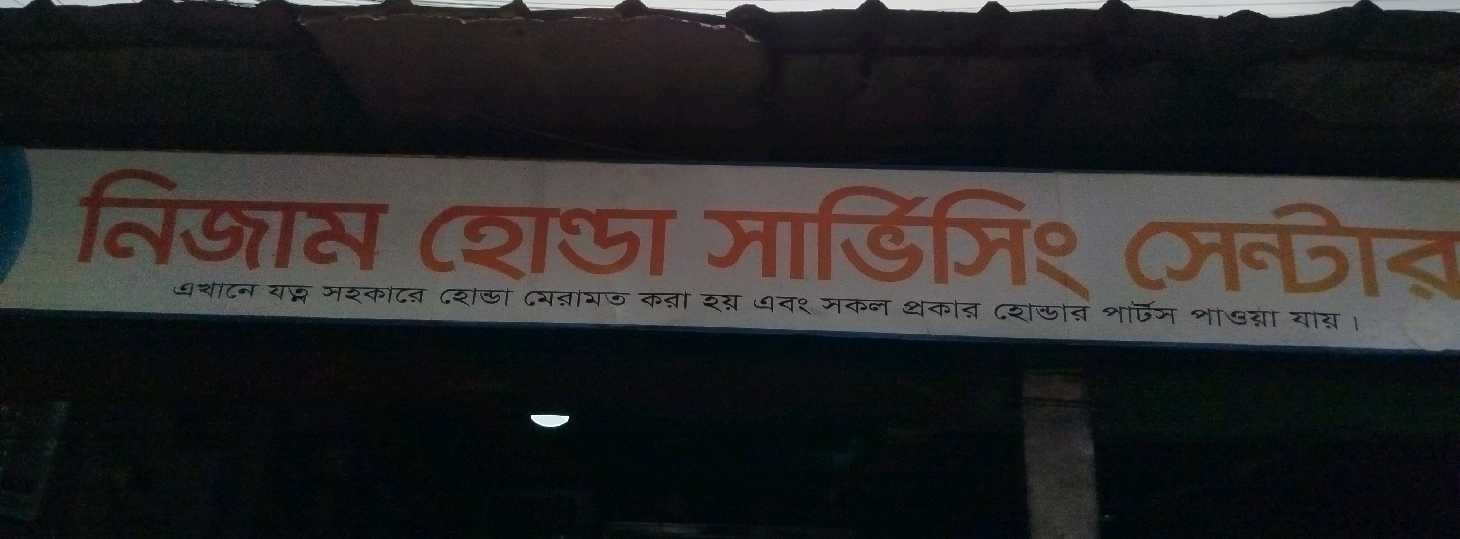 নিজাম হোণ্ডা সার্ভিসিং সেন্টার
এখানে যত্ন সহকারে হোন্ডা মেরামত করা হয় এবং সকল প্রকার হোন্ডার পার্টস পাওয়া যায়।